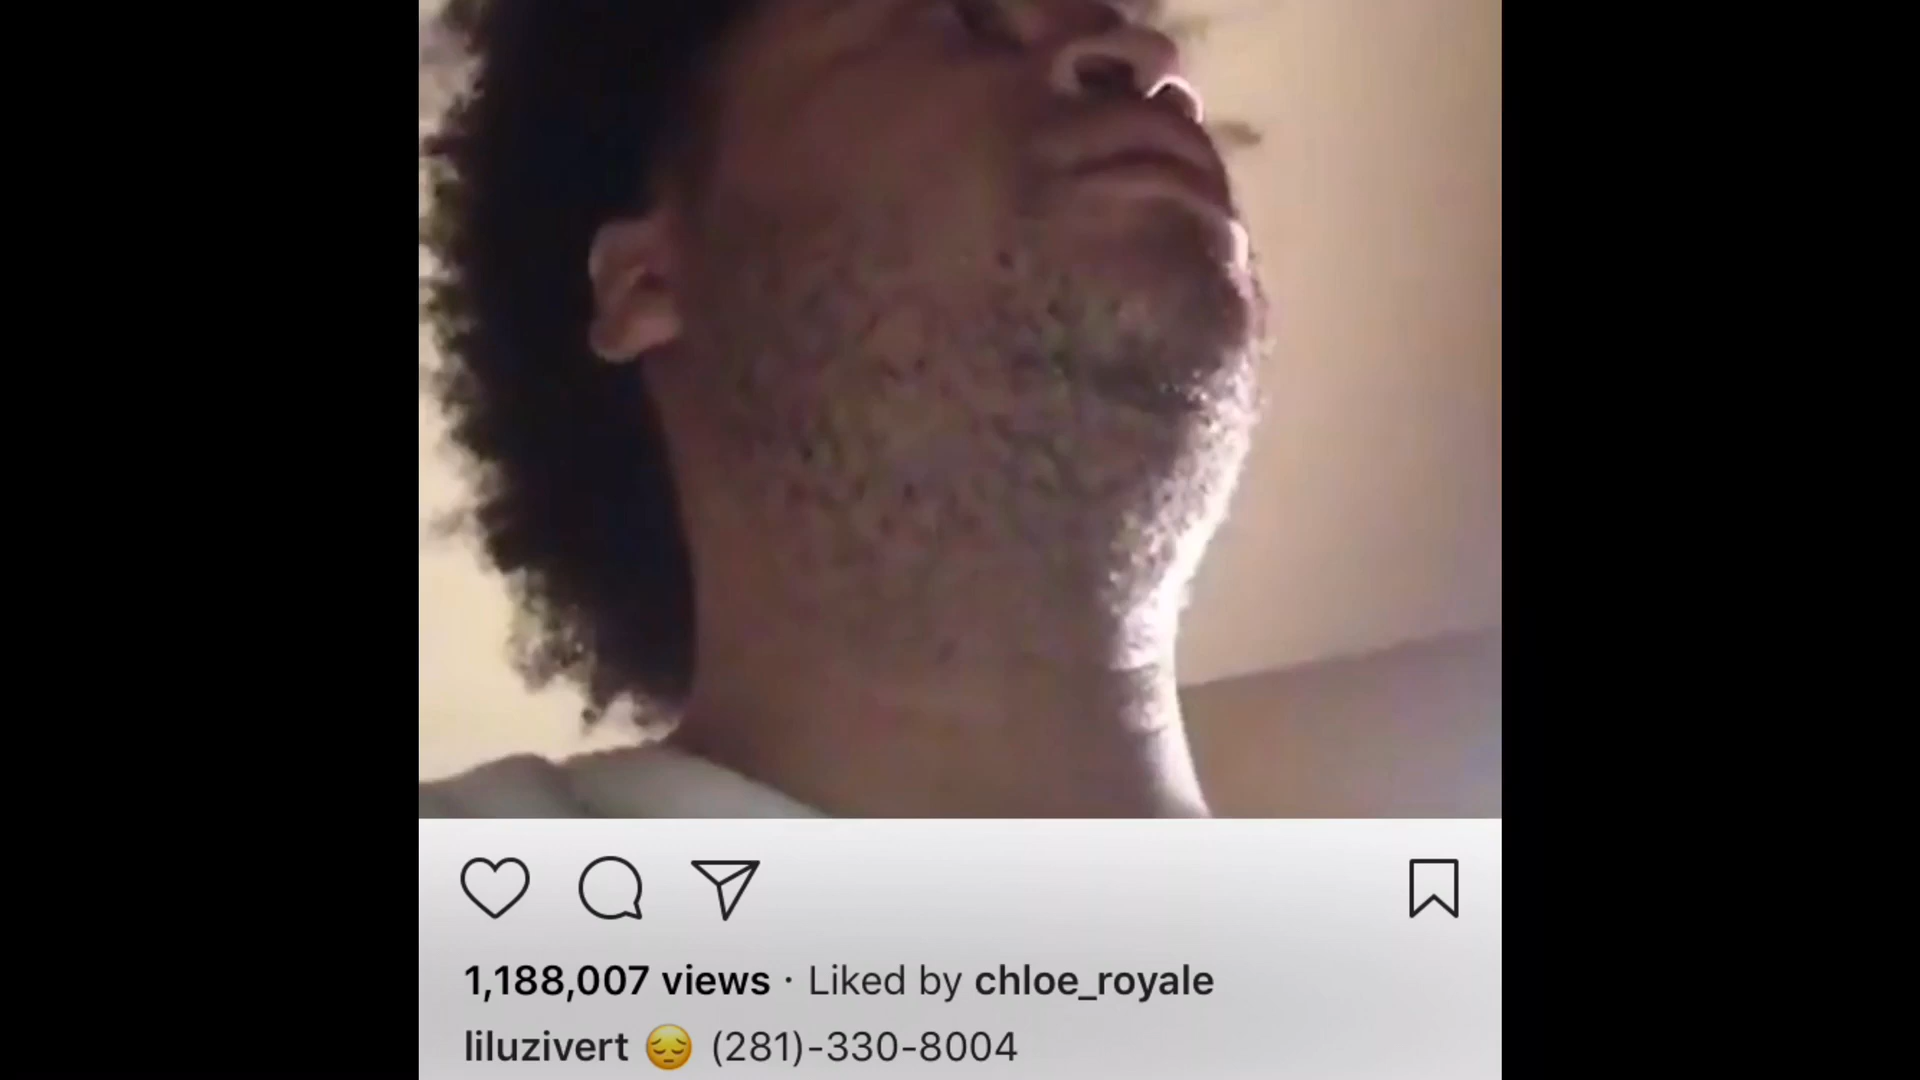 1,188,007 views · Liked by chloe_royale
liluzivert 😔 (281)-330-8004